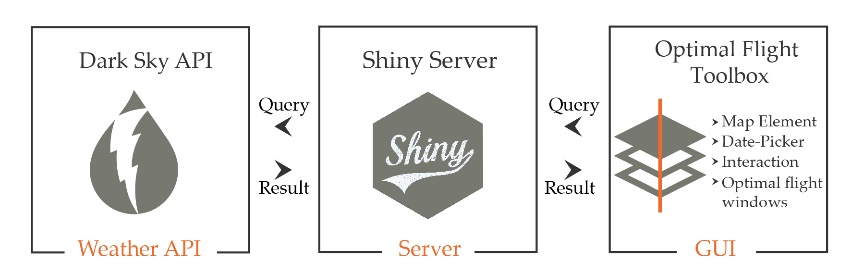 Dark Sky API
Weather API
Query
Result
Shiny Server
Shiny
Server
Query
Result
Optimal Flight
Toolbox
Map Element
Date-Picker
Interaction
Optimal flight
windows
GUI